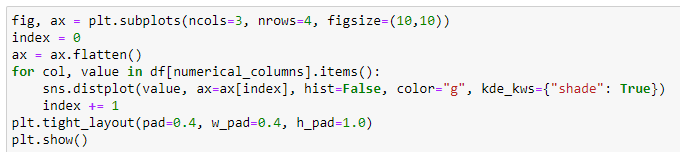 fig, ax = plt.subplots(ncols=3, nrows=4, figsize=(10,10))
index = 0
ax = ax.flatten()
for col, value in df[numerical_columns].items():
    sns.distplot(value, ax=ax[index], hist=False, color="g", kde_kws={"shade": True})
    index += 1
plt.tight_layout(pad=0.4, w_pad=0.4, h_pad=1.0)
plt.show()